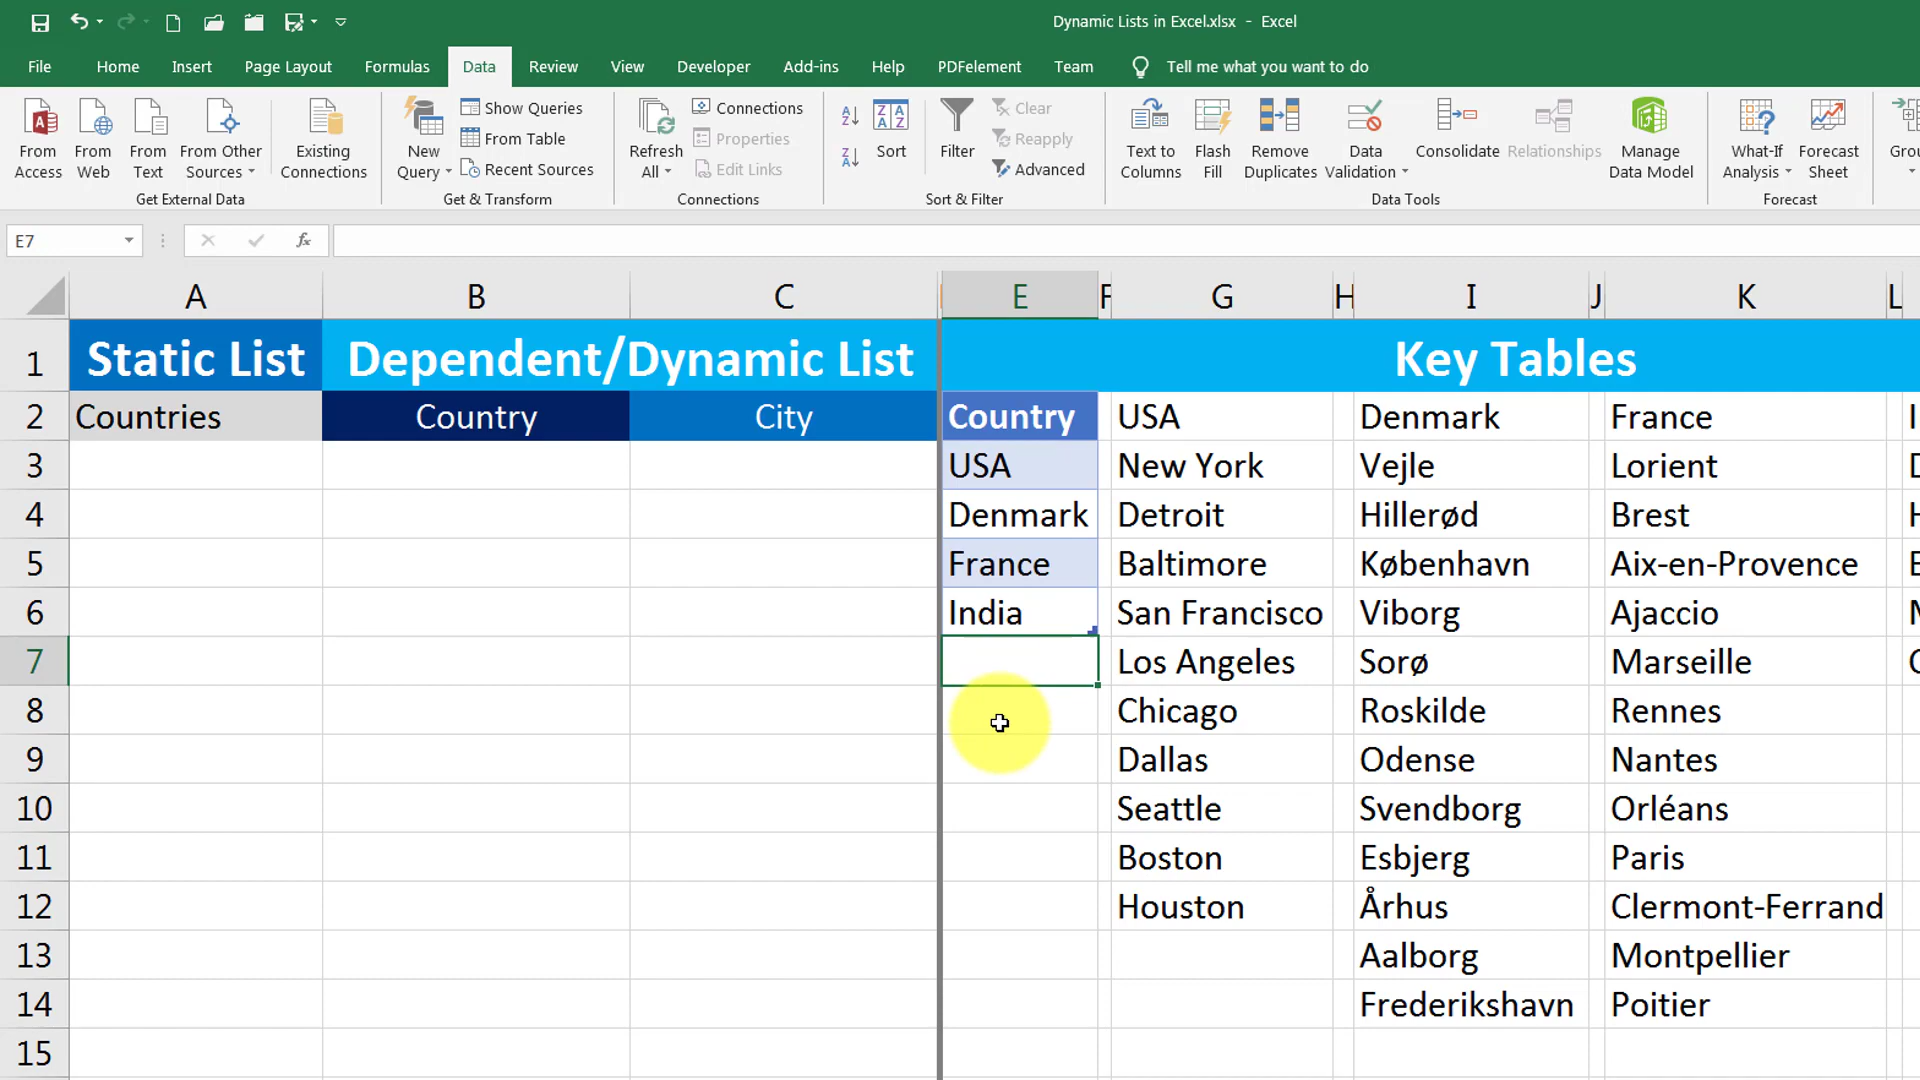 Dynamic Lists in Excel.xlsx - Excel
File Home Insert Page Layout Formulas Data Review View Developer Add-ins Help PDFelement Team Tell me what you want to do
From Access
From Web
From Text
From Other Sources
Existing Connections
Get External Data
New Query
Show Queries
From Table
Recent Sources
Get & Transform
Refresh All
Connections
Properties
Edit Links
Connections
Sort
Filter
Clear
Reapply
Advanced
Sort & Filter
Text to Columns
Flash Fill
Remove Duplicates
Data Validation
Consolidate
Relationships
Manage Data Model
Data Tools
What-If Analysis
Forecast Sheet
Forecast
E7 fx
A B C E F G H I J K L
1 Static List Dependent/Dynamic List Key Tables
2 Countries Country City Country USA Denmark France
3 USA New York Vejle Lorient
4 Denmark Detroit Hillerød Brest
5 France Baltimore København Aix-en-Provence
6 India San Francisco Viborg Ajaccio
7 Los Angeles Sorø Marseille
8 Chicago Roskilde Rennes
9 Dallas Odense Nantes
10 Seattle Svendborg Orléans
11 Boston Esbjerg Paris
12 Houston Århus Clermont-Ferrand
13 Aalborg Montpellier
14 Frederikshavn Poitier
15